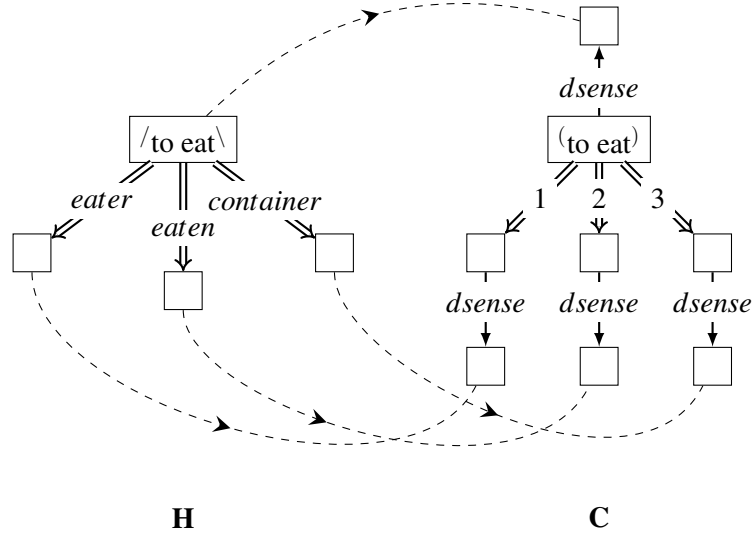 dsense
/to eat\
(to eat)
eater
eaten
container
1
2
3
dsense
dsense
dsense
H
C